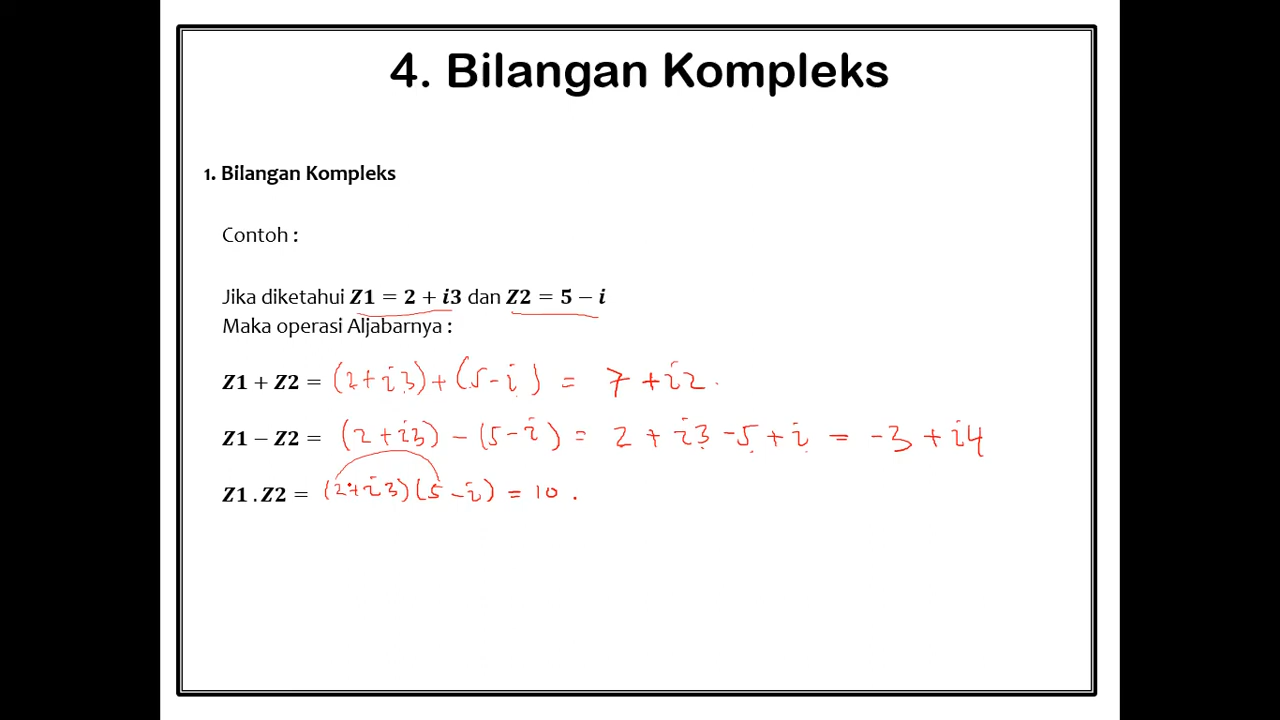 4. Bilangan Kompleks
1. Bilangan Kompleks
Contoh :
Jika diketahui Z1 = 2 + i3 dan Z2 = 5 − i
Maka operasi Aljabarnya :
Z1 + Z2 = (2+i3)+(5-i) = 7 +i2.
Z1 − Z2 = (2+i3) - (5-i) = 2 + i3 -5 + i = -3 + i4
Z1 . Z2 = (2+i3)(5-i) = 10 .